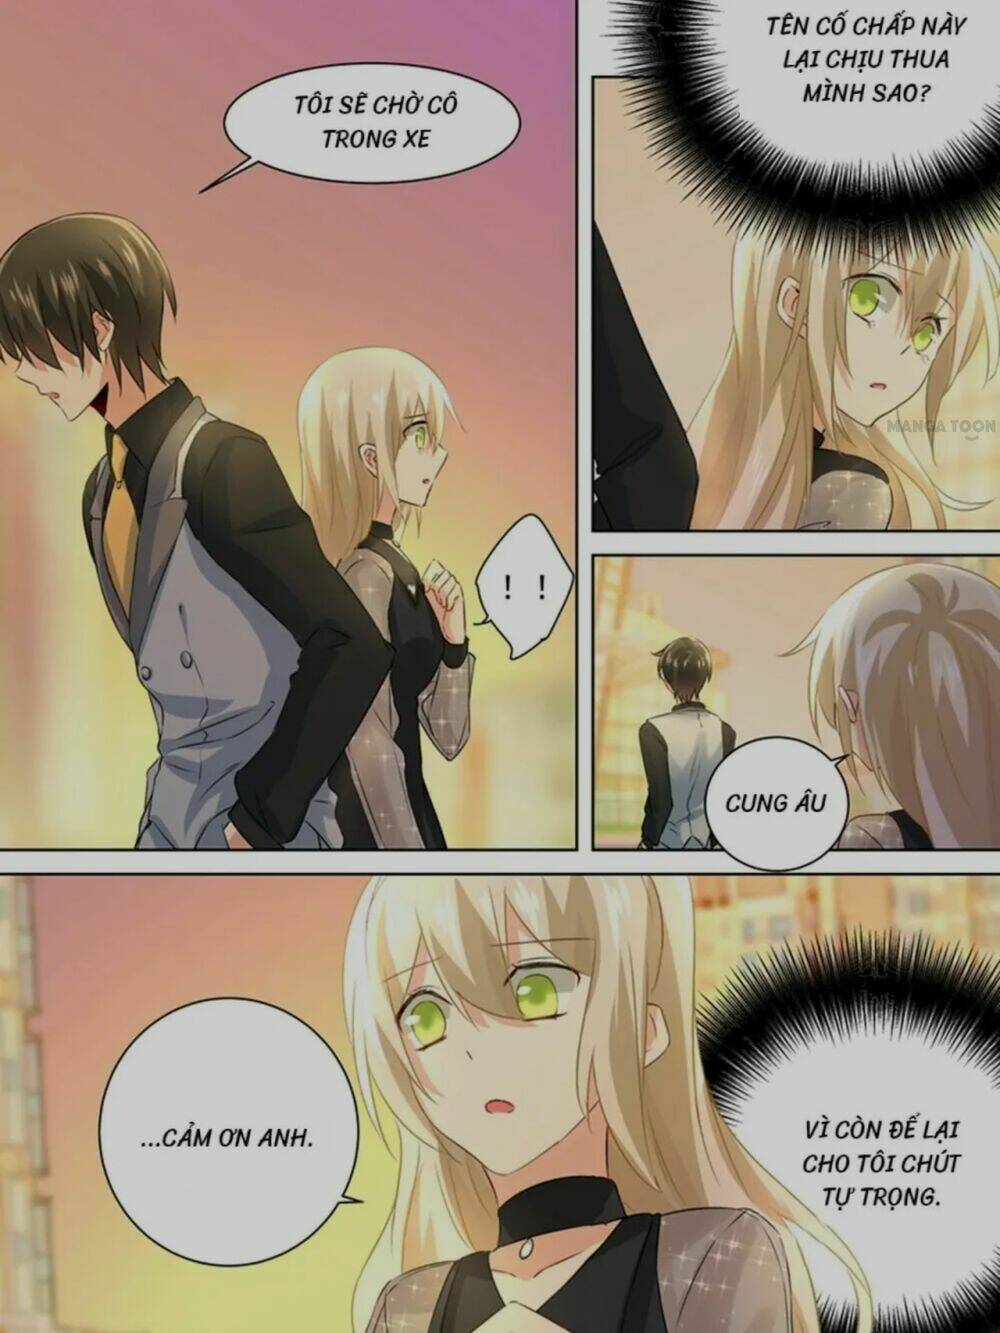 TÔI SẼ CHỜ CÔ
TRONG XE
TÊN CỐ CHẤP NÀY
LẠI CHỊU THUA
MÌNH SAO?
MANGA TOON
! !
CUNG ÂU
...CẢM ƠN ANH.
VÌ CÒN ĐỂ LẠI
CHO TÔI CHÚT
TỰ TRỌNG.